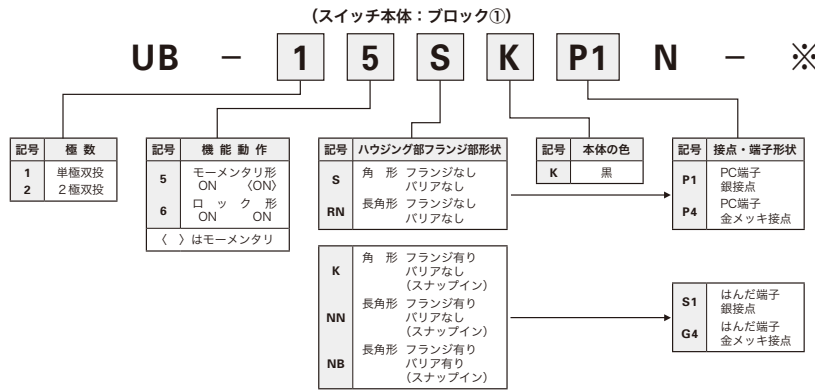 (スイッチ本体：ブロック①)
UB － 1 5 S K P1 N － ※
記号 極 数
1 単極双投
2 2極双投
記号 機 能 動 作
5 モーメンタリ形
ON 〈ON〉
6 ロ ッ ク 形
ON ON
〈 〉はモーメンタリ
記号 ハウジング部フランジ部形状
S 角 形 フランジなし
バリアなし
RN 長角形 フランジなし
バリアなし
K 角 形 フランジ有り
バリアなし
(スナップイン)
NN 長角形 フランジ有り
バリアなし
(スナップイン)
NB 長角形 フランジ有り
バリア有り
(スナップイン)
記号 本体の色
K 黒
記号 接点・端子形状
P1 PC端子
銀接点
P4 PC端子
金メッキ接点
S1 はんだ端子
銀接点
G4 はんだ端子
金メッキ接点